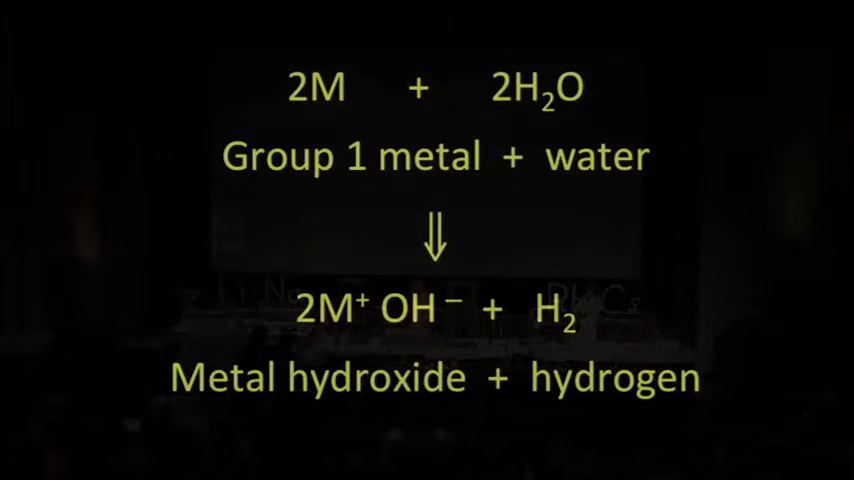 2M + 2H₂O
Group 1 metal + water
⇓
2M⁺ OH⁻ + H₂
Metal hydroxide + hydrogen